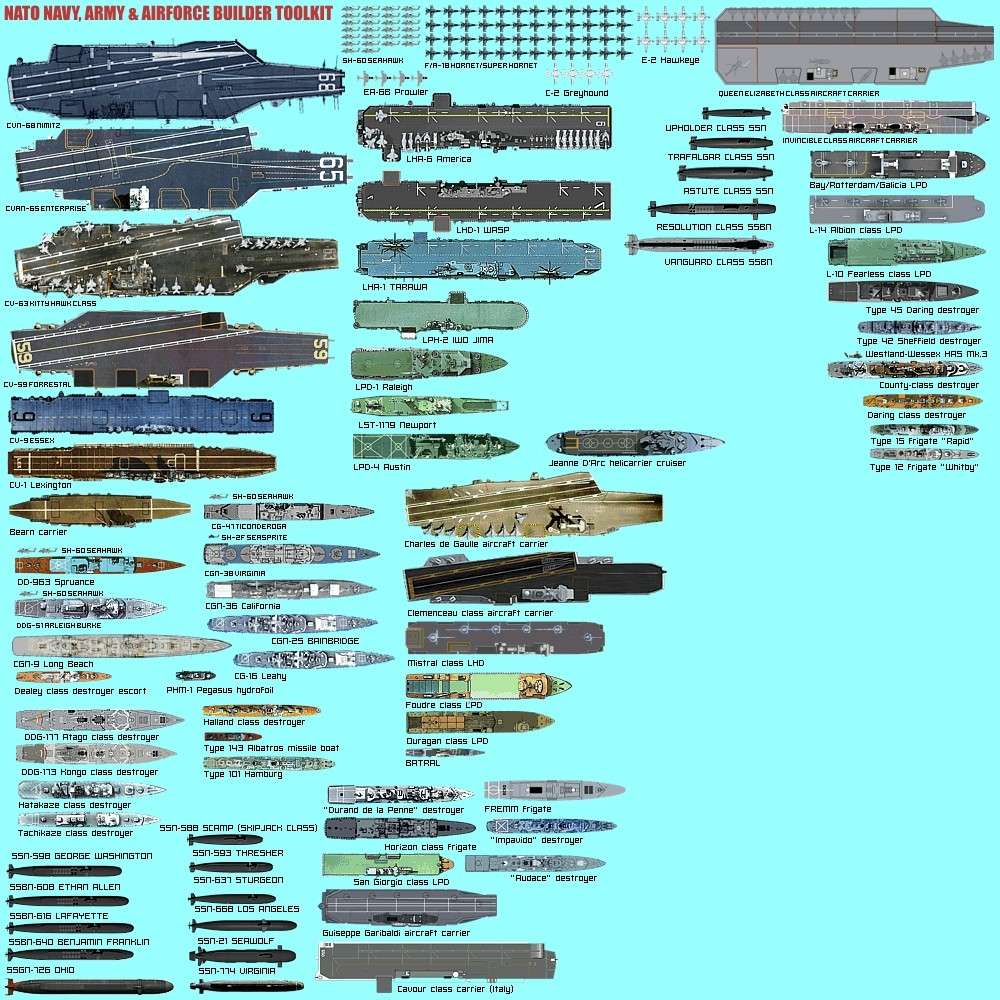 NATO NAVY, ARMY & AIRFORCE BUILDER TOOLKIT
SH-60 SEAHAWK
F/A-18 HORNET/SUPER HORNET
E-2 Hawkeye
EA-6B Prowler
C-2 Greyhound
QUEEN ELIZABETH CLASS AIRCRAFT CARRIER
68
CVN-68 NIMITZ
65
CVAN-65 ENTERPRISE
CV-63 KITTY HAWK CLASS
59
59
CV-59 FORRESTAL
9
9
CV-9 ESSEX
CV-1 Lexington
Bearn carrier
LHA-6 America
LHD-1 WASP
LHA-1 TARAWA
LPH-2 IWO JIMA
LPD-1 Raleigh
LST-1179 Newport
LPD-4 Austin
UPHOLDER CLASS SSN
TRAFALGAR CLASS SSN
ASTUTE CLASS SSN
RESOLUTION CLASS SSBN
VANGUARD CLASS SSBN
INVINCIBLE CLASS AIRCRAFT CARRIER
Bay/Rotterdam/Galicia LPD
L-14 Albion class LPD
L-10 Fearless class LPD
Type 45 Daring destroyer
Type 42 Sheffield destroyer
Westland-Wessex HAS Mk.3
County-class destroyer
Daring class destroyer
Type 15 Frigate "Rapid"
Type 12 Frigate "Whitby"
Jeanne D'Arc helicarrier cruiser
Charles de Gaulle aircraft carrier
Clemenceau class aircraft carrier
Mistral class LHD
Foudre class LPD
Ouragan class LPD
BATRAL
SH-60 SEAHAWK
CG-47 TICONDEROGA
SH-2F SEASPRITE
CGN-38 VIRGINIA
CGN-36 California
CGN-25 BAINBRIDGE
CG-16 Leahy
SH-60 SEAHAWK
DD-963 Spruance
SH-60 SEAHAWK
DDG-51 ARLEIGH BURKE
CGN-9 Long Beach
Dealey class destroyer escort
PHM-1 Pegasus hydrofoil
DDG-177 Atago class destroyer
DDG-173 Kongo class destroyer
Hatakaze class destroyer
Tachikaze class destroyer
Halland class destroyer
Type 143 Albatros missile boat
Type 101 Hamburg
"Durand de la Penne" destroyer
FREMM frigate
Horizon class frigate
"Impavido" destroyer
San Giorgio class LPD
"Audace" destroyer
Guiseppe Garibaldi aircraft carrier
Cavour class carrier (Italy)
SSN-598 GEORGE WASHINGTON
SSBN-608 ETHAN ALLEN
SSBN-616 LAFAYETTE
SSBN-640 BENJAMIN FRANKLIN
SSGN-726 OHIO
SSN-588 SCAMP (SKIPJACK CLASS)
SSN-593 THRESHER
SSN-637 STURGEON
SSN-668 LOS ANGELES
SSN-21 SEAWOLF
SSN-774 VIRGINIA